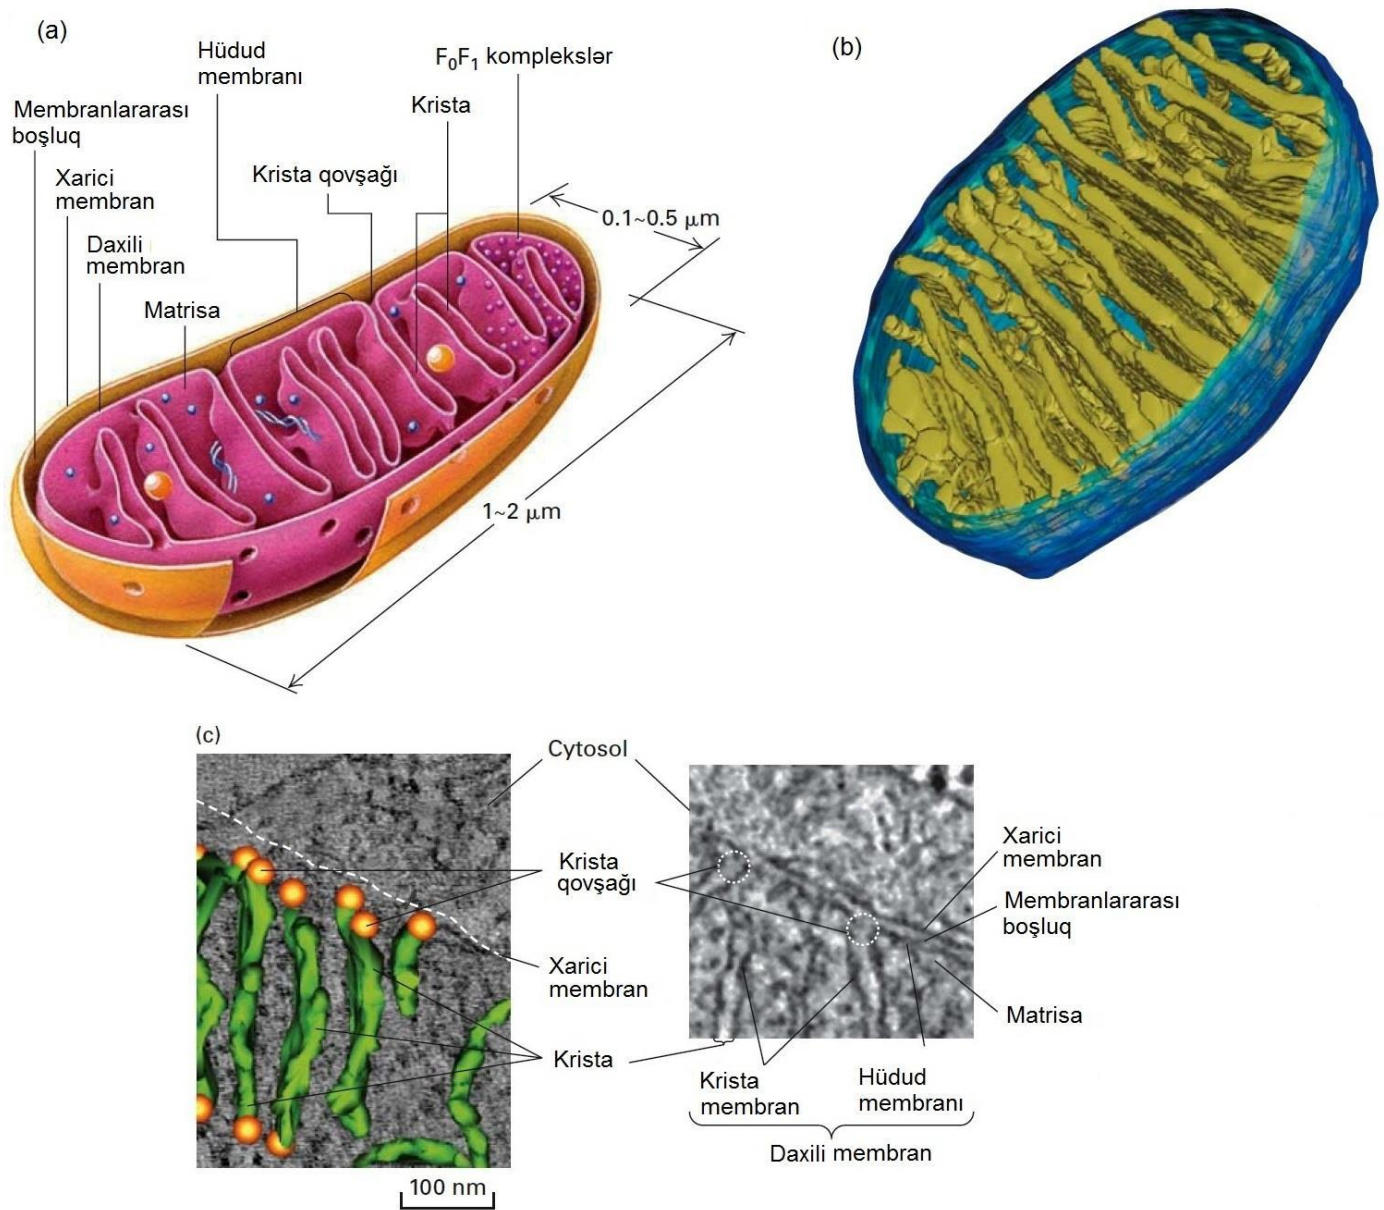 (a)
Hüdud
membranı
F₀F₁ komplekslər
Krista
Membranlararası
boşluq
Xarici
membran
Krista qovşağı
Daxili
membran
Matrisa
0.1~0.5 μm
1~2 μm
(b)
(c)
Cytosol
Krista
qovşağı
Xarici
membran
Krista
100 nm
Xarici
membran
Membranlararası
boşluq
Matrisa
Krista
membran
Hüdud
membranı
Daxili membran